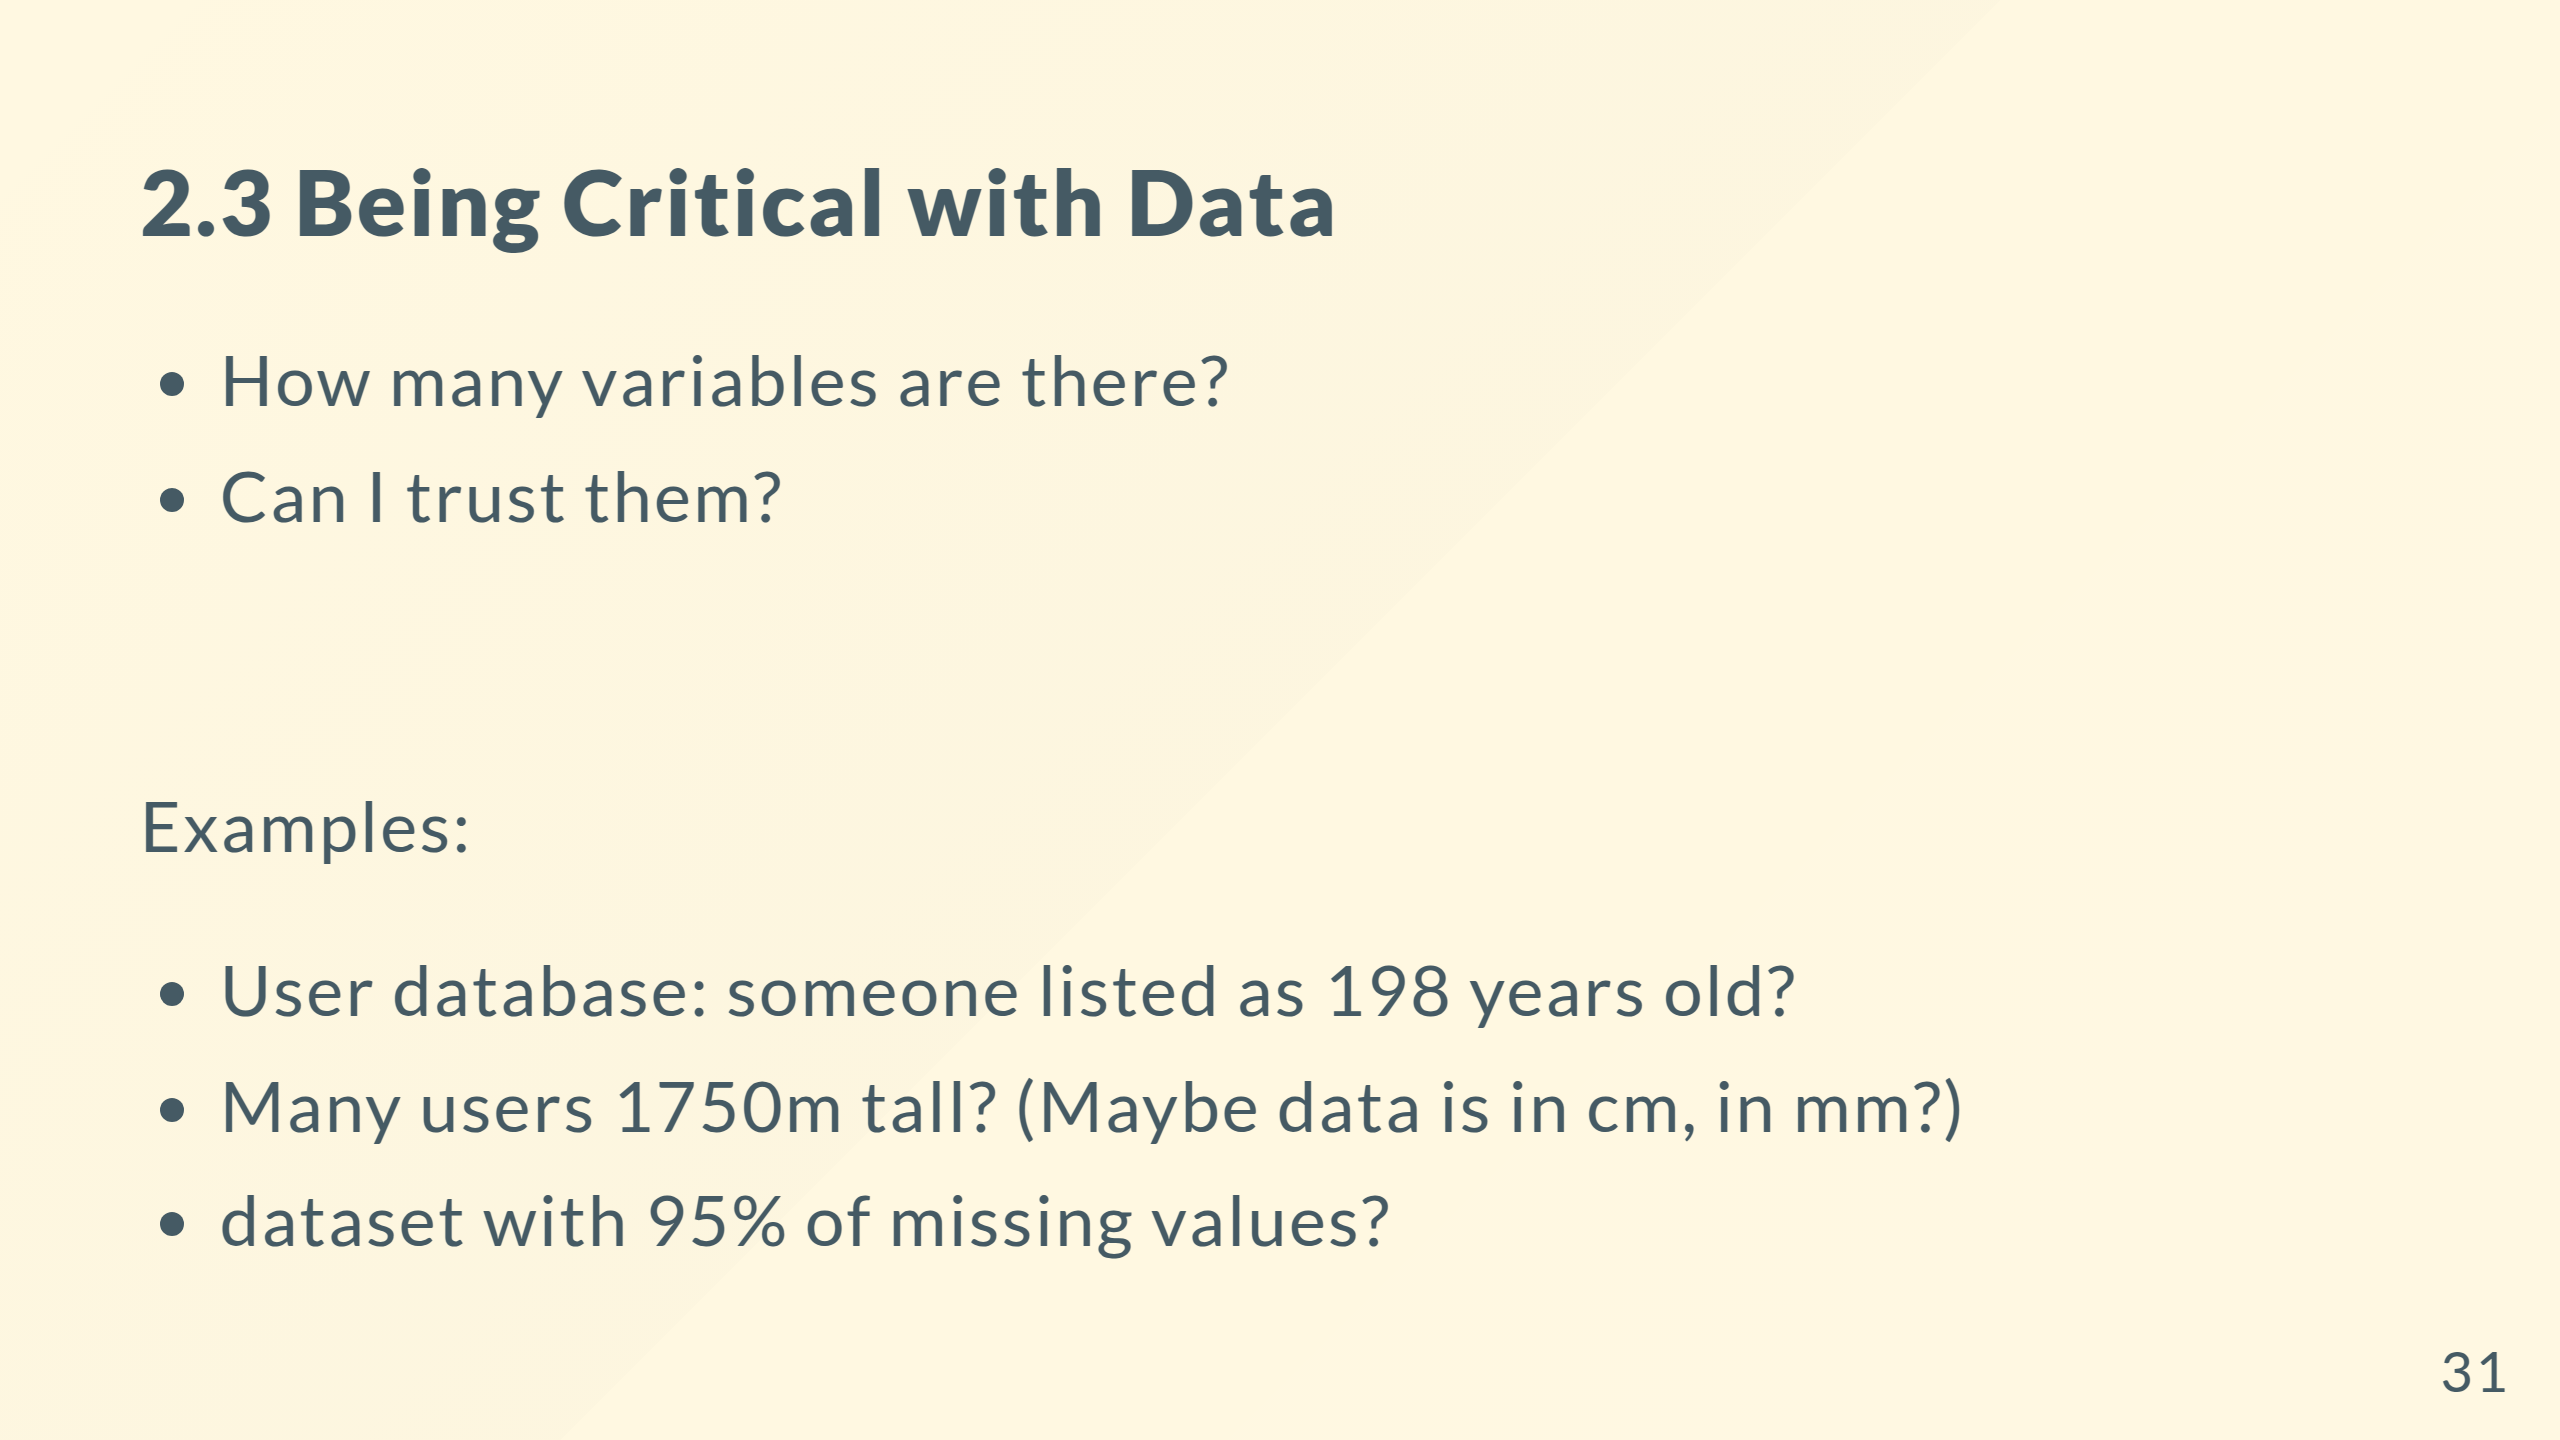 2.3 Being Critical with Data
• How many variables are there?
• Can I trust them?
Examples:
• User database: someone listed as 198 years old?
• Many users 1750m tall? (Maybe data is in cm, in mm?)
• dataset with 95% of missing values?
31